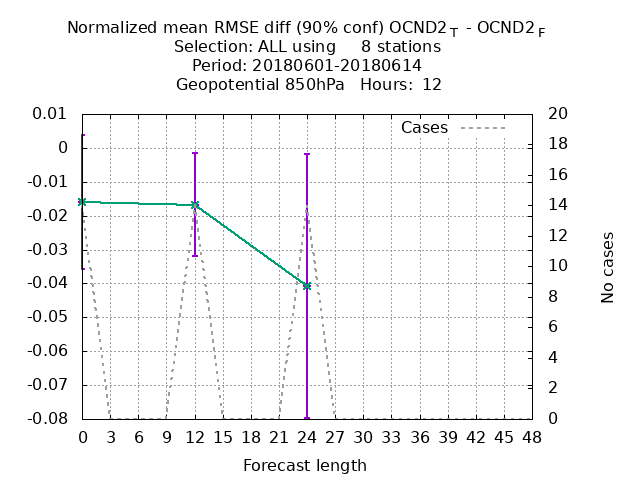 Normalized mean RMSE diff (90% conf) OCND2 T - OCND2 F
Selection: ALL using 8 stations
Period: 20180601-20180614
Geopotential 850hPa Hours: 12
Cases
0.01
0
-0.01
-0.02
-0.03
-0.04
-0.05
-0.06
-0.07
-0.08
20
18
16
14
12
10
8
6
4
2
0
No cases
0 3 6 9 12 15 18 21 24 27 30 33 36 39 42 45 48
Forecast length